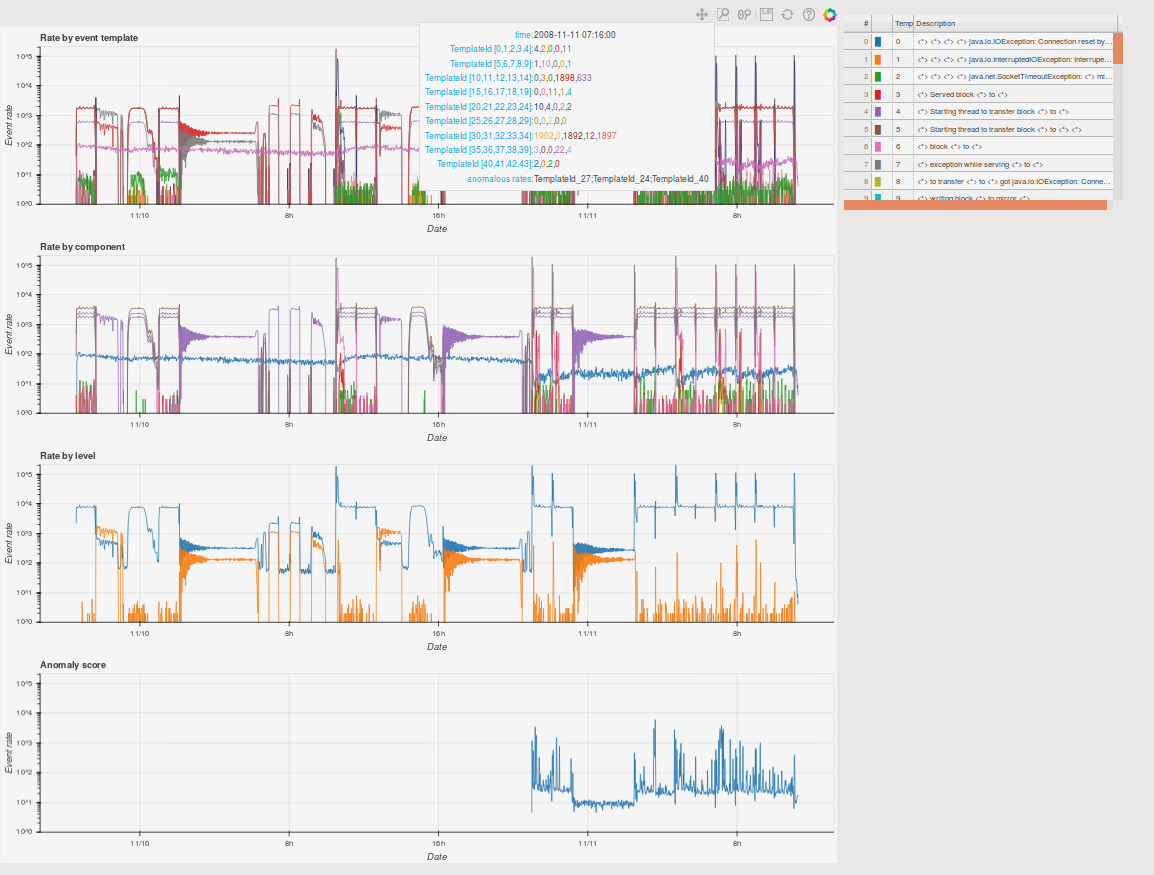 Rate by event template
Event rate
10^5
10^4
10^3
10^2
10^1
10^0
11/10
8h
16h
11/11
8h
Date
time:2008-11-11 07:16:00
TemplateId [0,1,2,3,4]:4,2,0,0,11
TemplateId [5,6,7,8,9]:1,10,0,0,1
TemplateId [10,11,12,13,14]:0,3,0,1898,633
TemplateId [15,16,17,18,19]:0,0,11,1,4
TemplateId [20,21,22,23,24]:10,4,0,2,2
TemplateId [25,26,27,28,29]:0,0,2,0,0
TemplateId [30,31,32,33,34]:1902,0,1892,12,1897
TemplateId [35,36,37,38,39]:3,0,0,22,4
TemplateId [40,41,42,43]:2,0,2,0
anomalous rates:TemplateId_27;TemplateId_24;TemplateId_40
# Temp Description
0 0 <*> <*> <*> <*> java.io.IOException: Connection reset by...
1 1 <*> java.io.InterruptedIOException: Interrupe...
2 2 <*> java.net.SocketTimeoutException: <*> mi...
3 3 <*> Served block <*> to <*>
4 4 <*> Starting thread to transfer block <*> to <*>
5 5 <*> Starting thread to transfer block <*> to <*> <*>
6 6 <*> block <*> to <*>
7 7 <*> exception while serving <*> to <*>
8 8 <*> to transfer <*> to <*> got java.io.IOException: Conne...
9 9 <*> writing block <*> to mirror <*>
Rate by component
Event rate
10^5
10^4
10^3
10^2
10^1
10^0
11/10
8h
16h
11/11
8h
Date
Rate by level
Event rate
10^5
10^4
10^3
10^2
10^1
10^0
11/10
8h
16h
11/11
8h
Date
Anomaly score
Event rate
10^5
10^4
10^3
10^2
10^1
10^0
11/10
8h
16h
11/11
8h
Date